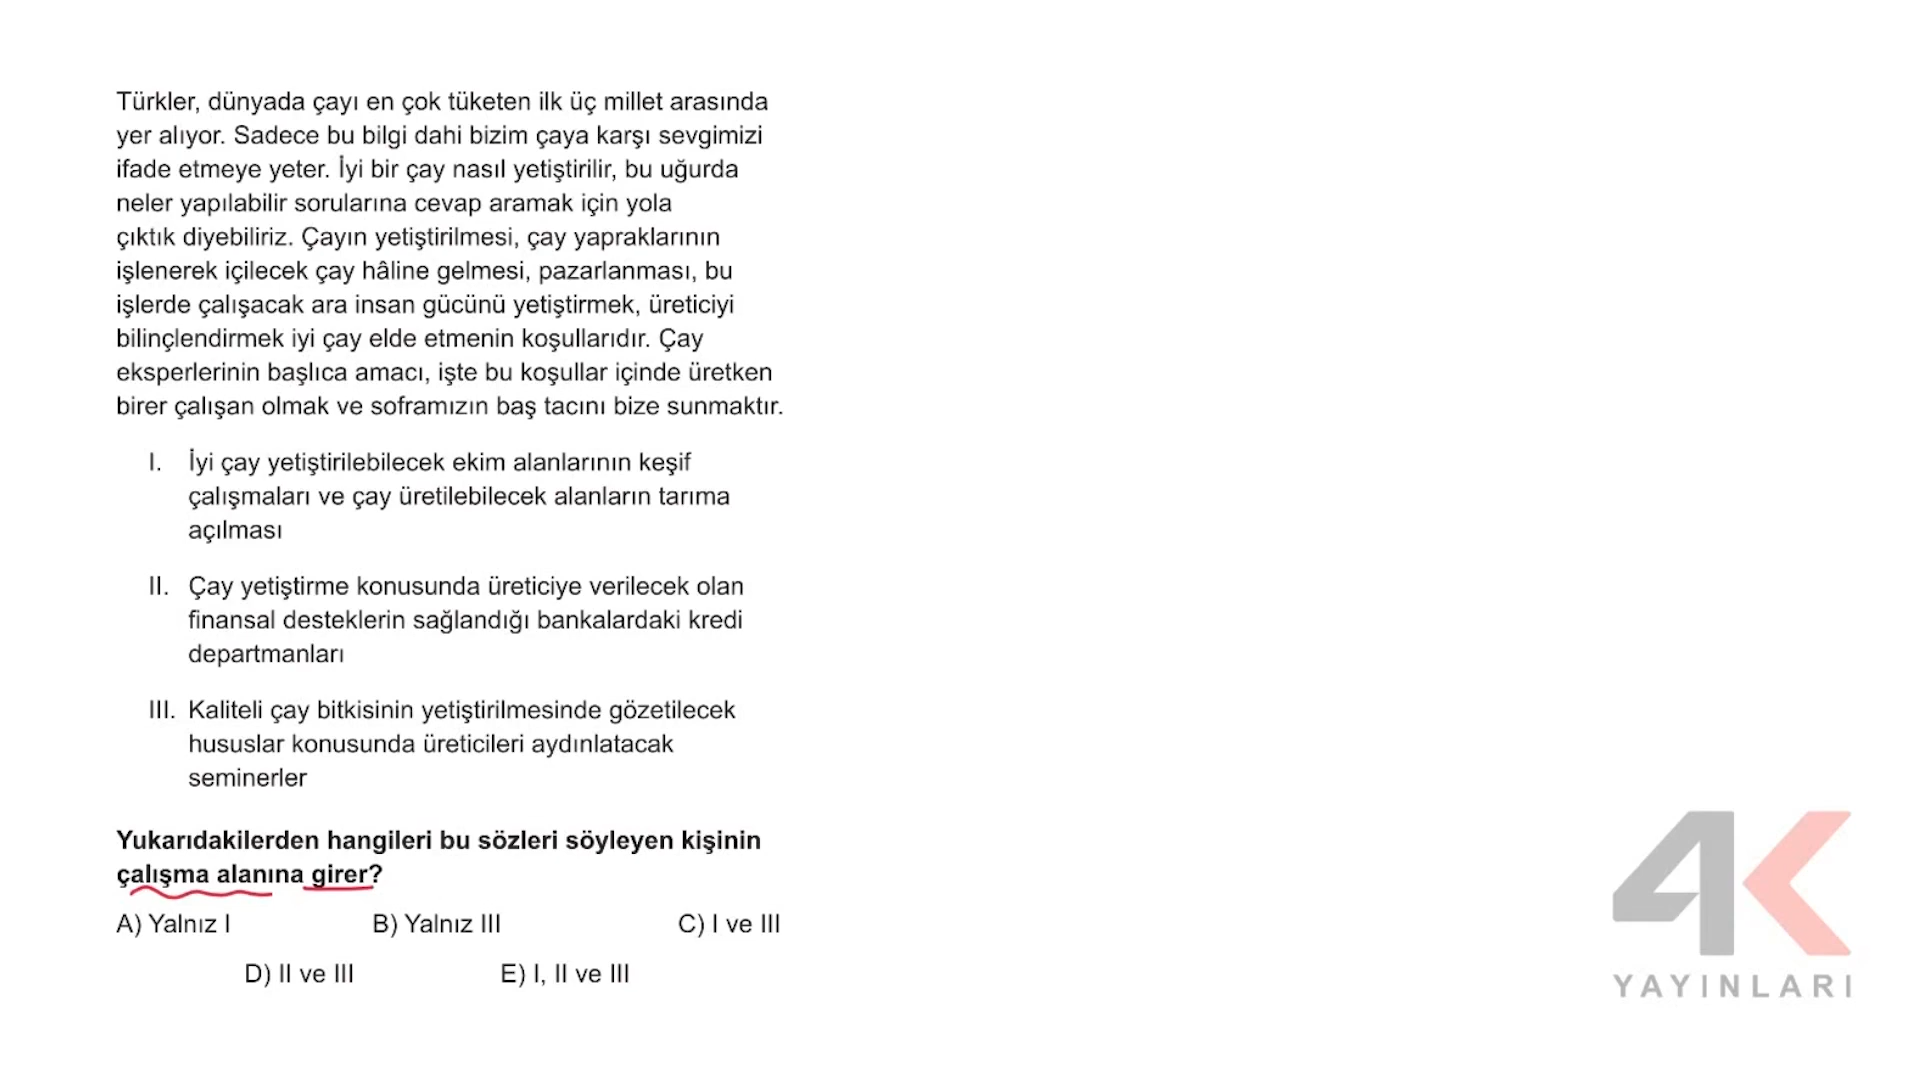 Türkler, dünyada çayı en çok tüketen ilk üç millet arasında
yer alıyor. Sadece bu bilgi dahi bizim çaya karşı sevgimizi
ifade etmeye yeter. İyi bir çay nasıl yetiştirilir, bu uğurda
neler yapılabilir sorularına cevap aramak için yola
çıktık diyebiliriz. Çayın yetiştirilmesi, çay yapraklarının
işlenerek içilecek çay hâline gelmesi, pazarlanması, bu
işlerde çalışacak ara insan gücünü yetiştirmek, üreticiyi
bilinçlendirmek iyi çay elde etmenin koşullarıdır. Çay
eksperlerinin başlıca amacı, işte bu koşullar içinde üretken
birer çalışan olmak ve soframızın baş tacını bize sunmaktır.
I. İyi çay yetiştirilebilecek ekim alanlarının keşif
çalışmaları ve çay üretilebilecek alanların tarıma
açılması
II. Çay yetiştirme konusunda üreticiye verilecek olan
finansal desteklerin sağlandığı bankalardaki kredi
departmanları
III. Kaliteli çay bitkisinin yetiştirilmesinde gözetilecek
hususlar konusunda üreticileri aydınlatacak
seminerler
Yukarıdakilerden hangileri bu sözleri söyleyen kişinin
çalışma alanına girer?
A) Yalnız I B) Yalnız III C) I ve III
D) II ve III E) I, II ve III
4K
YAYINLARI